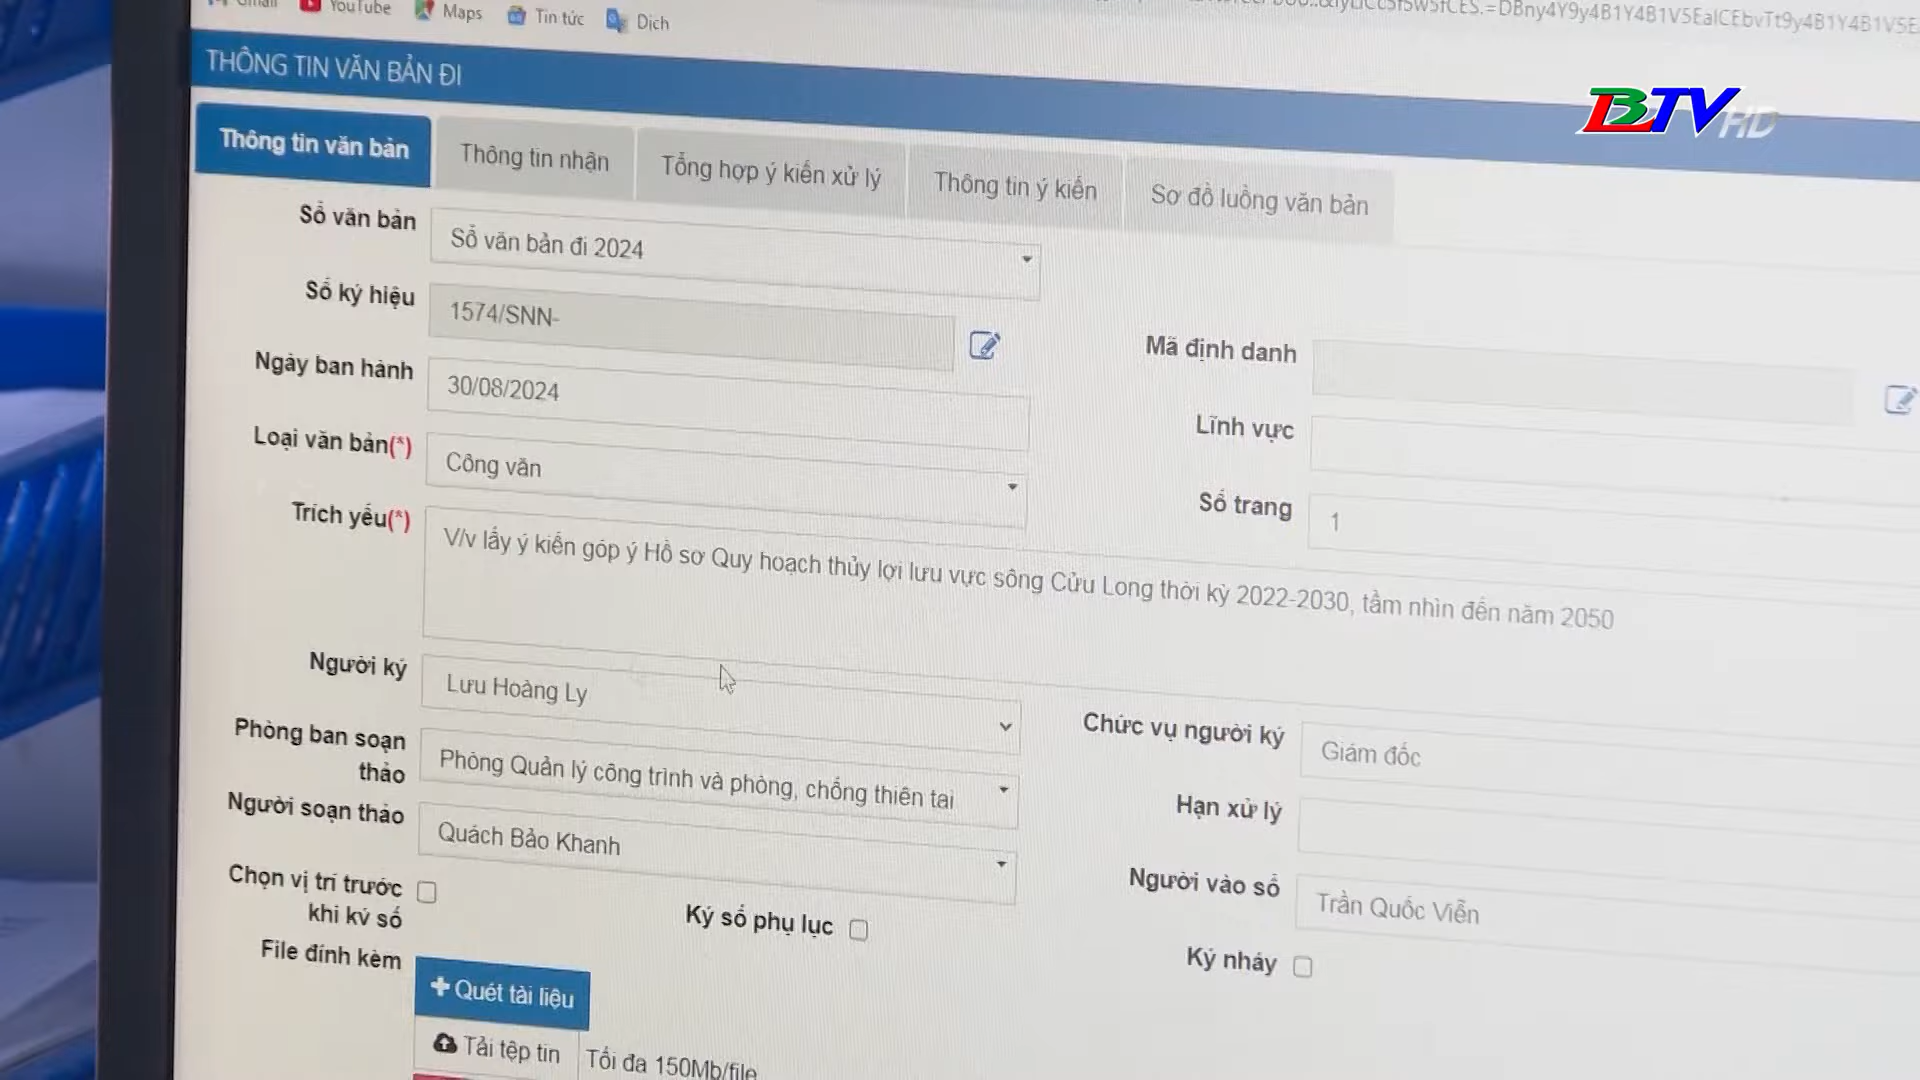 YouTube
Maps
Tin tức
Dịch
THÔNG TIN VĂN BẢN ĐI
BTV HD
Thông tin văn bản
Thông tin nhận
Tổng hợp ý kiến xử lý
Thông tin ý kiến
Sơ đồ luồng văn bản
Sổ văn bản
Sổ văn bản đi 2024
Số ký hiệu
1574/SNN-
Mã định danh
Ngày ban hành
30/08/2024
Lĩnh vực
Loại văn bản(*)
Công văn
Số trang
1
Trích yếu(*)
V/v lấy ý kiến góp ý Hồ sơ Quy hoạch thủy lợi lưu vực sông Cửu Long thời kỳ 2022-2030, tầm nhìn đến năm 2050
Người ký
Lưu Hoàng Ly
Chức vụ người ký
Giám đốc
Phòng ban soạn
thảo
Phòng Quản lý công trình và phòng, chống thiên tai
Hạn xử lý
Người soạn thảo
Quách Bảo Khanh
Người vào sổ
Trần Quốc Viễn
Chọn vị trí trước
khi ký số
Ký số phụ lục
Ký nháy
File đính kèm
Quét tài liệu
Tải tệp tin
Tối đa 150Mb/file